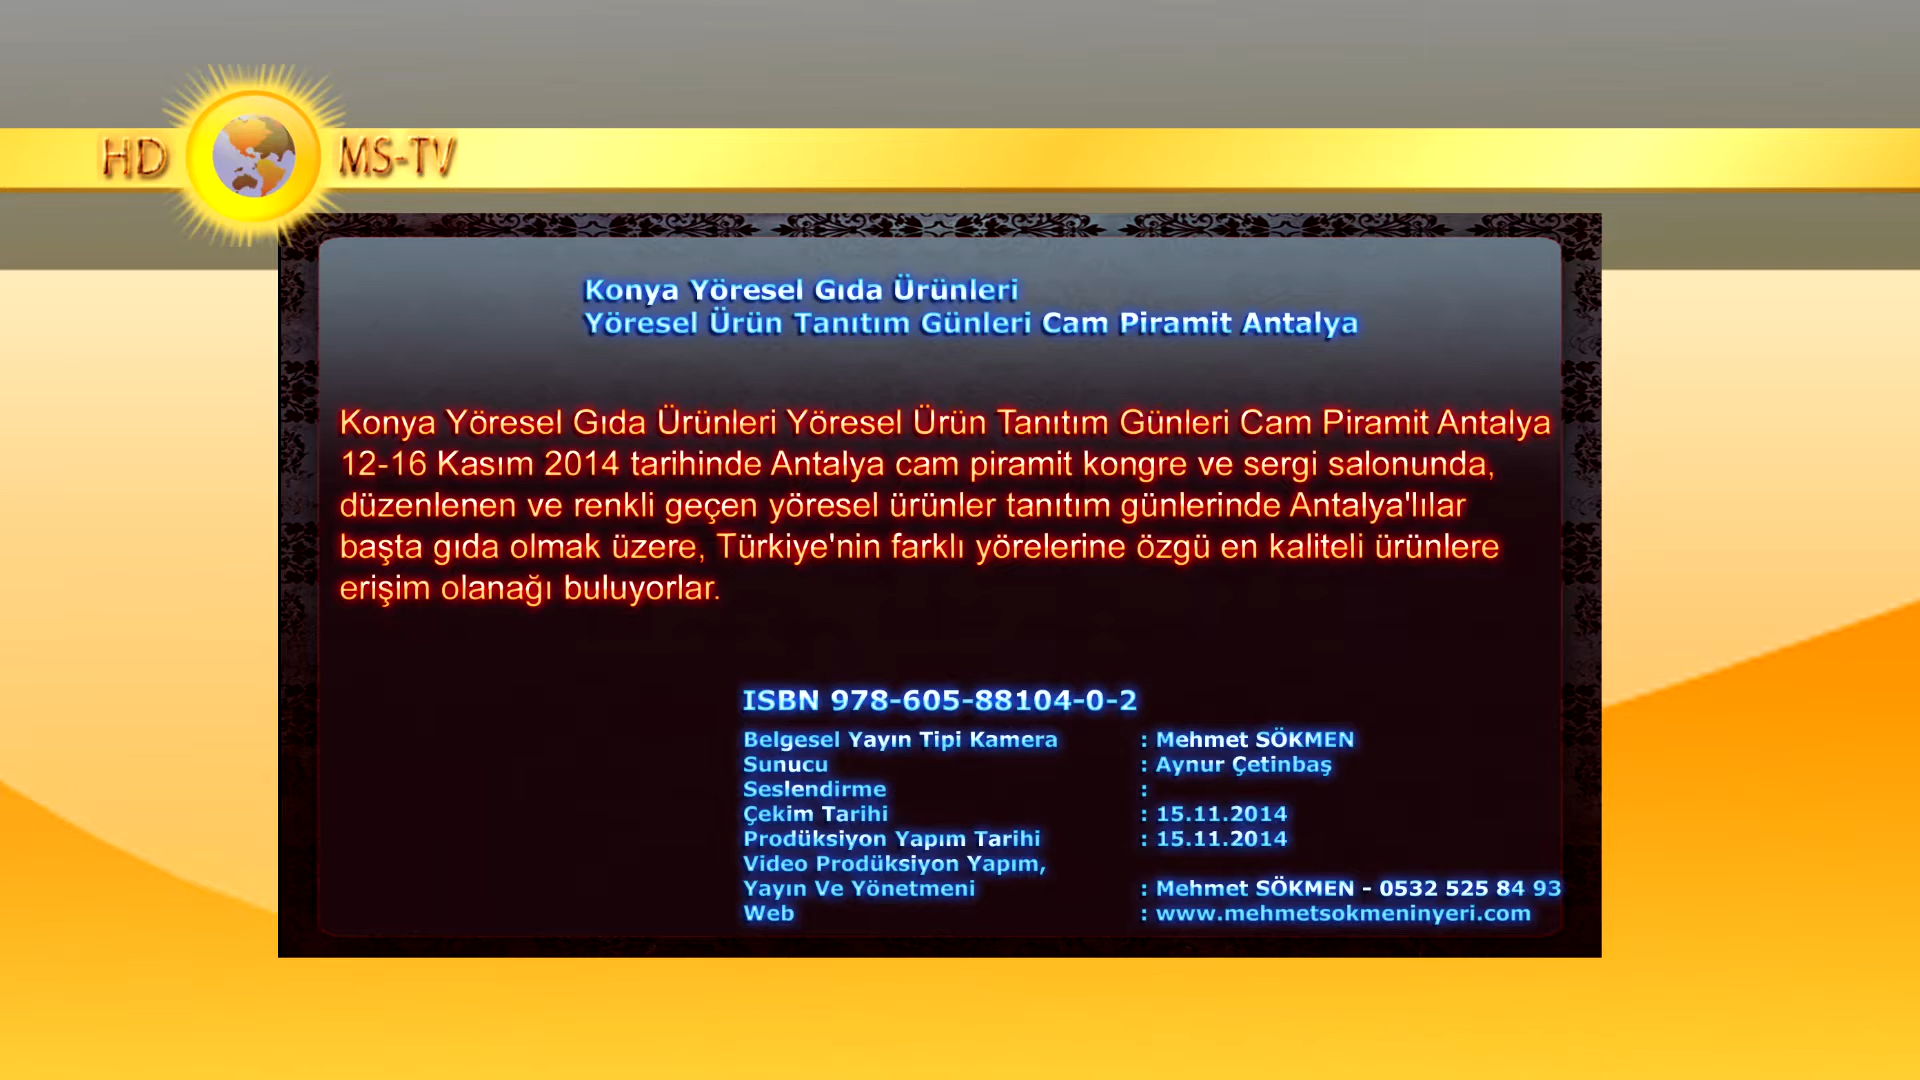 HD MS-TV
Konya Yöresel Gıda Ürünleri
Yöresel Ürün Tanıtım Günleri Cam Piramit Antalya
Konya Yöresel Gıda Ürünleri Yöresel Ürün Tanıtım Günleri Cam Piramit Antalya
12-16 Kasım 2014 tarihinde Antalya cam piramit kongre ve sergi salonunda,
düzenlenen ve renkli geçen yöresel ürünler tanıtım günlerinde Antalya'lılar
başta gıda olmak üzere, Türkiye'nin farklı yörelerine özgü en kaliteli ürünlere
erişim olanağı buluyorlar.
ISBN 978-605-88104-0-2
Belgesel Yayın Tipi Kamera : Mehmet SÖKMEN
Sunucu : Aynur Çetinbaş
Seslendirme :
Çekim Tarihi : 15.11.2014
Prodüksiyon Yapım Tarihi : 15.11.2014
Video Prodüksiyon Yapım,
Yayın Ve Yönetmeni : Mehmet SÖKMEN - 0532 525 84 93
Web : www.mehmetsokmeninyeri.com